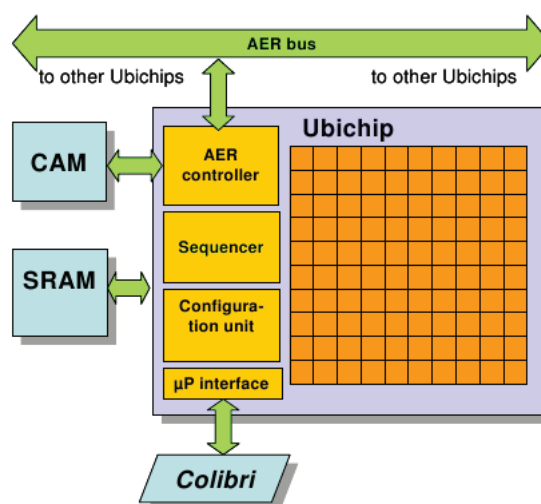 AER bus
to other Ubichips
to other Ubichips
Ubichip
CAM
AER
controller
Sequencer
SRAM
Configura-
tion unit
µP interface
Colibri